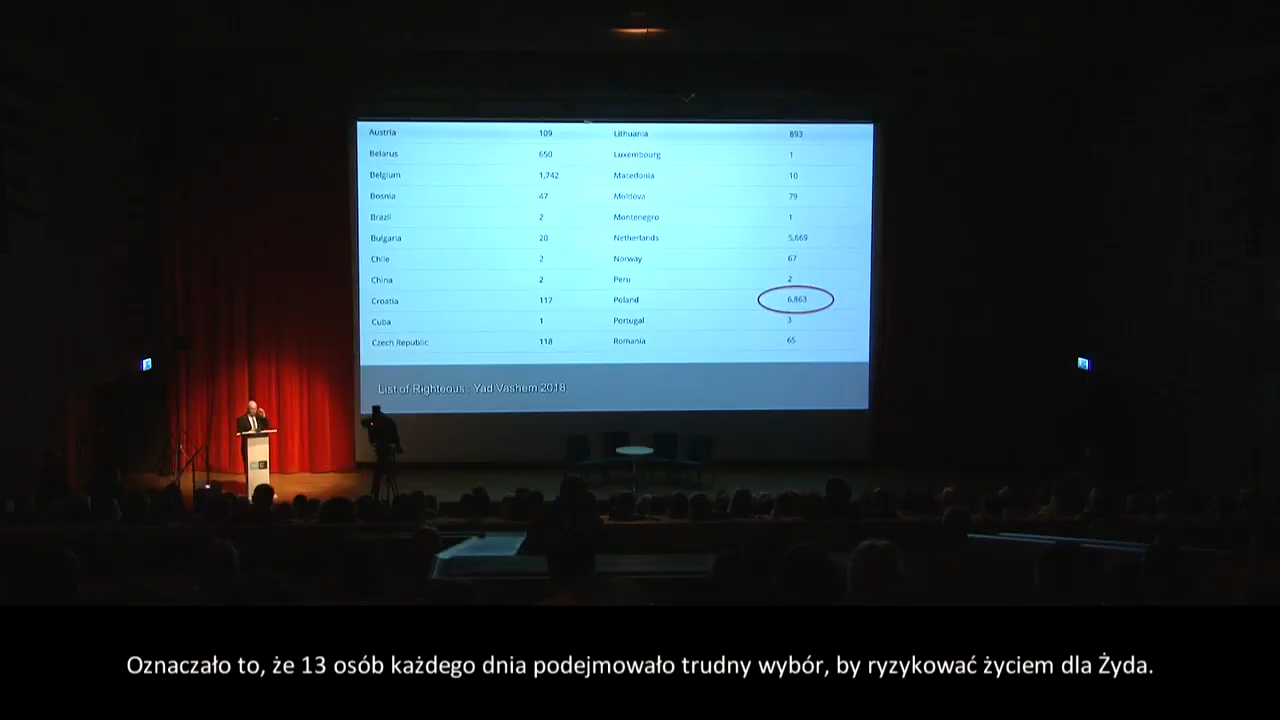 Austria 109 Lithuania 893
Belarus 650 Luxembourg 1
Belgium 1,742 Macedonia 10
Bosnia 47 Moldova 79
Brazil 2 Montenegro 1
Bulgaria 20 Netherlands 5,669
Chile 2 Norway 67
China 2 Peru 2
Croatia 117 Poland 6,863
Cuba 1 Portugal 3
Czech Republic 118 Romania 65
List of Righteous : Yad Vashem 2018
Oznaczało to, że 13 osób każdego dnia podejmowało trudny wybór, by ryzykować życiem dla Żyda.